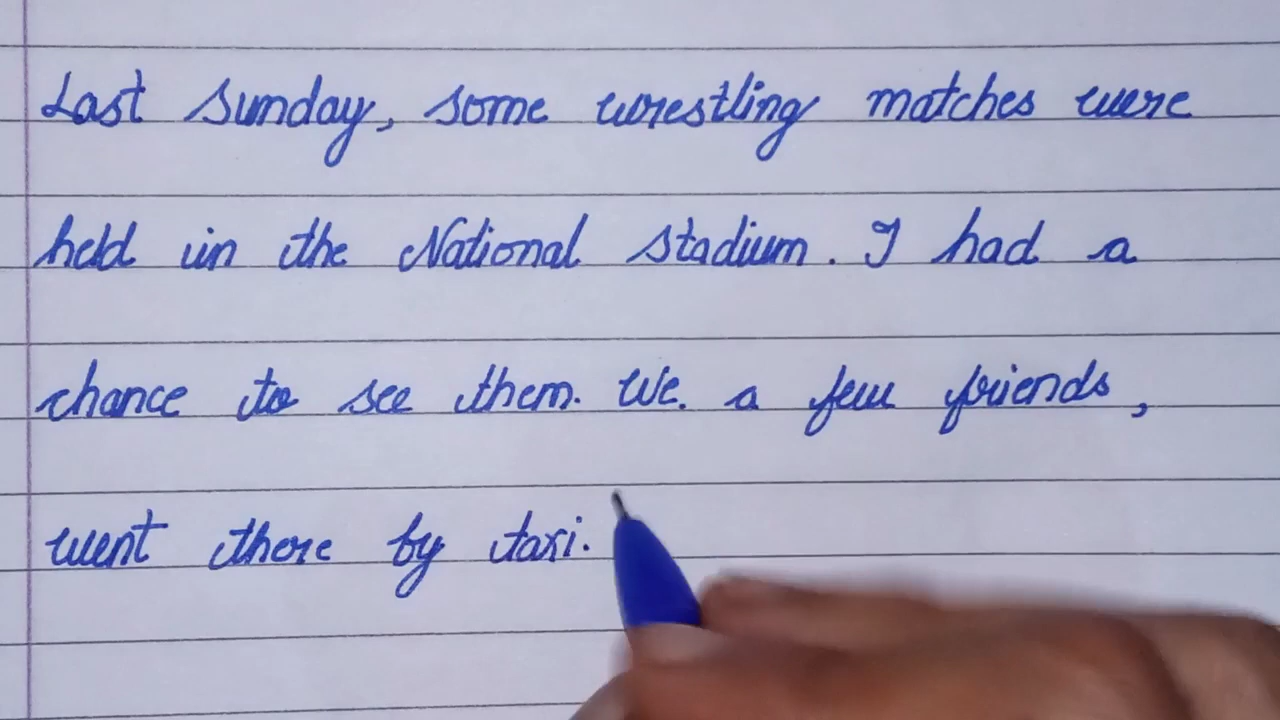 Last Sunday, some wrestling matches were
held in the National Stadium. I had a
chance to see them. We. a few friends,
went there by taxi.